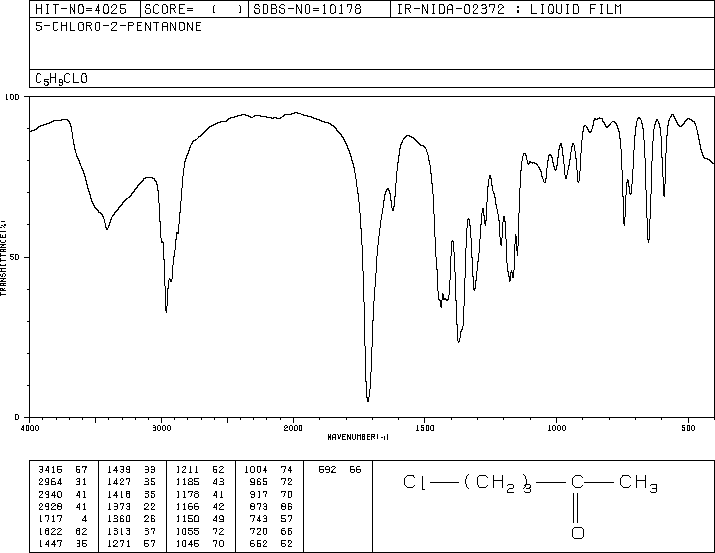 HIT-NO=4025 SCORE= ( ) SDBS-NO=10178 IR-NIDA-02372 : LIQUID FILM
5-CHLORO-2-PENTANONE
C5H9CLO
100
TRANSMITTANCE(%)
50
0
4000 3000 2000 1500 1000 500
WAVENUMBER(-1)
3415 57 1439 33 1211 52 1004 74 592 66
2964 31 1427 35 1185 43 965 72
2940 41 1418 35 1178 41 917 70
2928 41 1373 22 1166 42 873 86
1717 4 1360 26 1150 49 743 57
1622 62 1313 37 1055 72 720 66
1447 35 1271 57 1045 70 652 52
Cl—(CH2)3—C—CH3
O